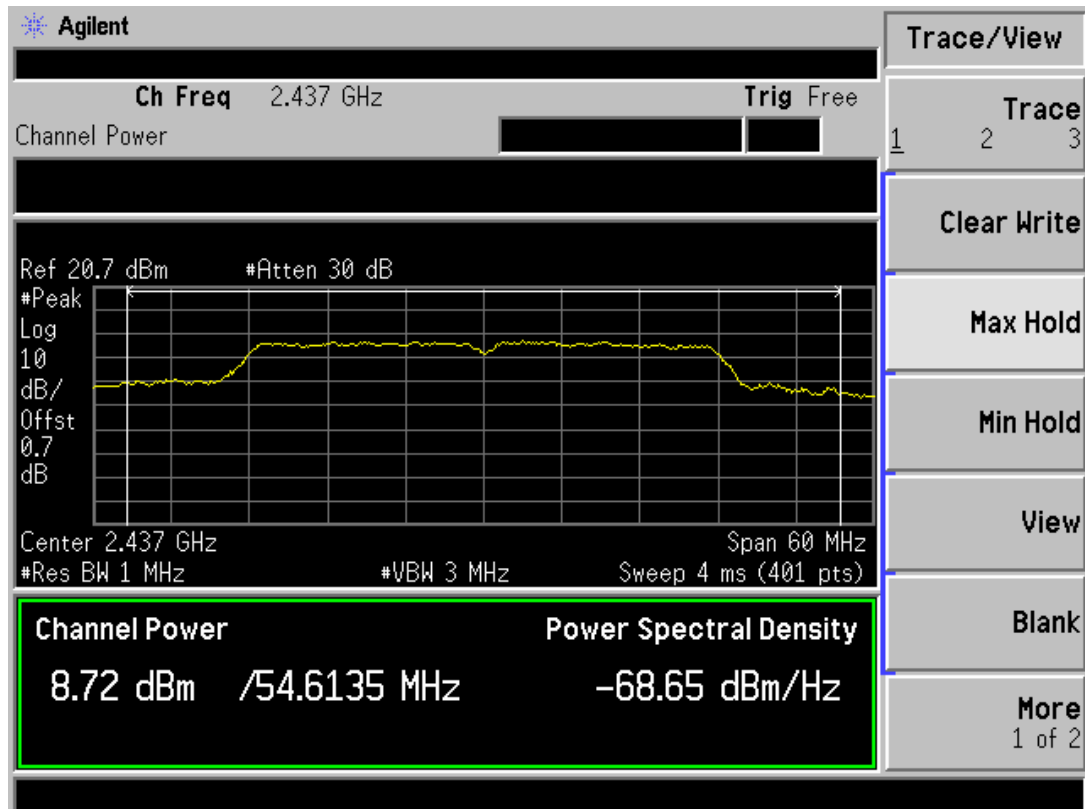 Agilent
Trace/View
Ch Freq 2.437 GHz Trig Free
Channel Power
Trace
1 2 3
Clear Write
Ref 20.7 dBm #Atten 30 dB
#Peak
Log
10
dB/
Offst
0.7
dB
Max Hold
Min Hold
View
Center 2.437 GHz Span 60 MHz
#Res BW 1 MHz #VBW 3 MHz Sweep 4 ms (401 pts)
Channel Power Power Spectral Density
8.72 dBm /54.6135 MHz -68.65 dBm/Hz
Blank
More
1 of 2